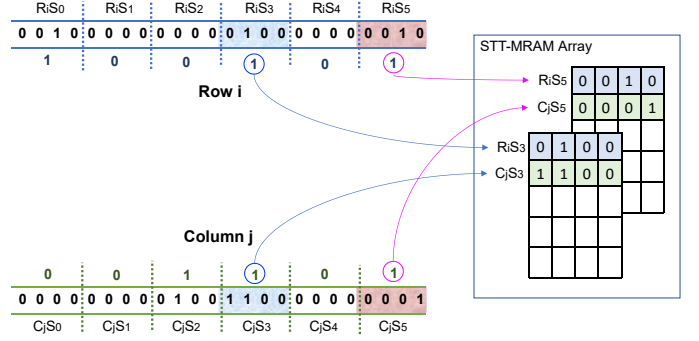 RiS0 RiS1 RiS2 RiS3 RiS4 RiS5
0 0 1 0 0 0 0 0 0 0 0 0 0 1 0 0 0 0 0 0 0 0 1 0
1 0 0 1 0 1
Row i
STT-MRAM Array
RiS5 0 0 1 0
CjS5 0 0 0 1
RiS3 0 1 0 0
CjS3 1 1 0 0
Column j
0 0 1 1 0 1
0 0 0 0 0 0 0 0 0 1 0 0 1 1 0 0 0 0 0 0 0 0 0 1
CjS0 CjS1 CjS2 CjS3 CjS4 CjS5